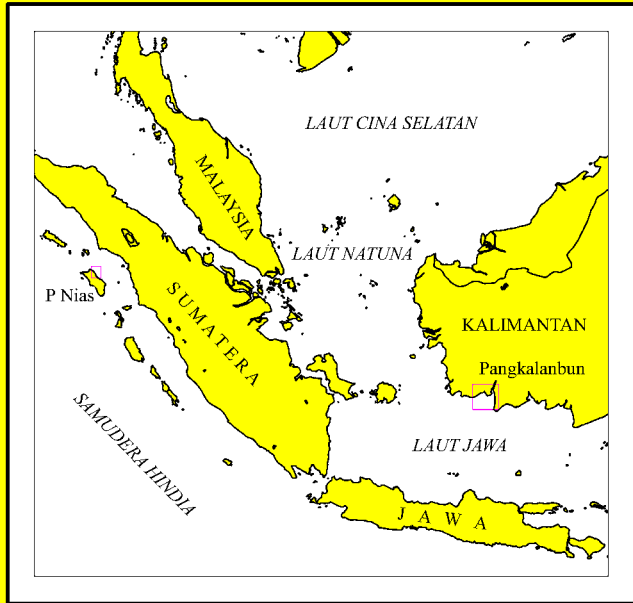 LAUT CINA SELATAN
MALAYSIA
LAUT NATUNA
P Nias
SUMATERA
KALIMANTAN
Pangkalanbun
SAMUDERA HINDIA
LAUT JAWA
JAWA